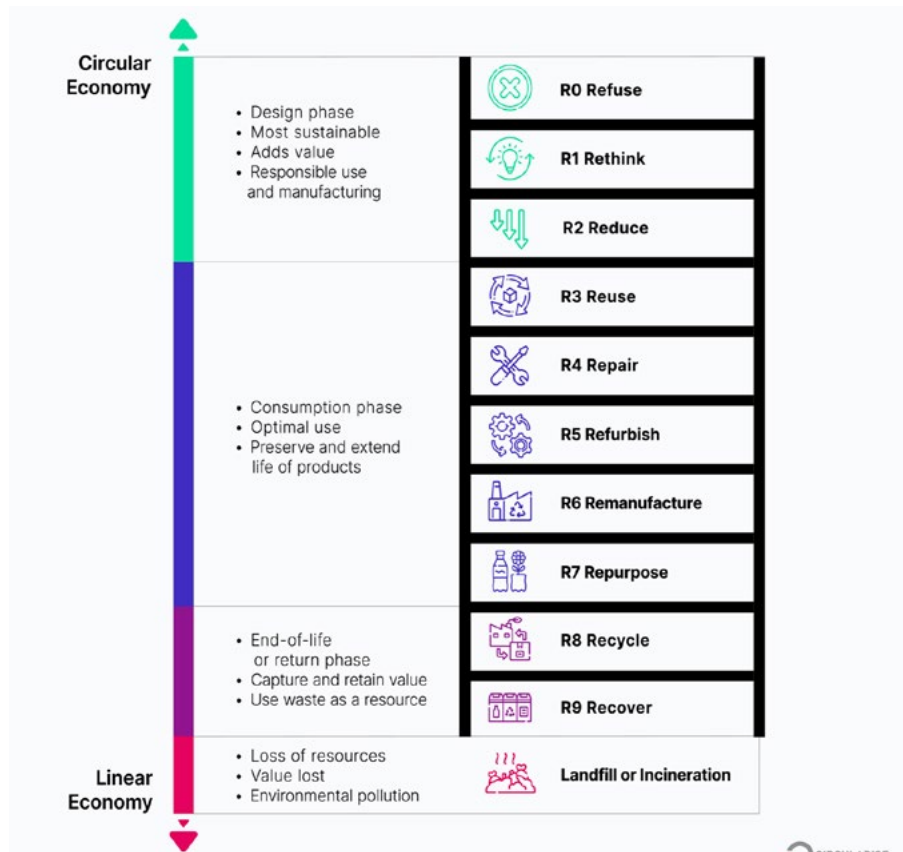 Circular
Economy
• Design phase
• Most sustainable
• Adds value
• Responsible use
and manufacturing
R0 Refuse
R1 Rethink
R2 Reduce
• Consumption phase
• Optimal use
• Preserve and extend
life of products
R3 Reuse
R4 Repair
R5 Refurbish
R6 Remanufacture
R7 Repurpose
• End-of-life
or return phase
• Capture and retain value
• Use waste as a resource
R8 Recycle
R9 Recover
Linear
Economy
• Loss of resources
• Value lost
• Environmental pollution
Landfill or Incineration